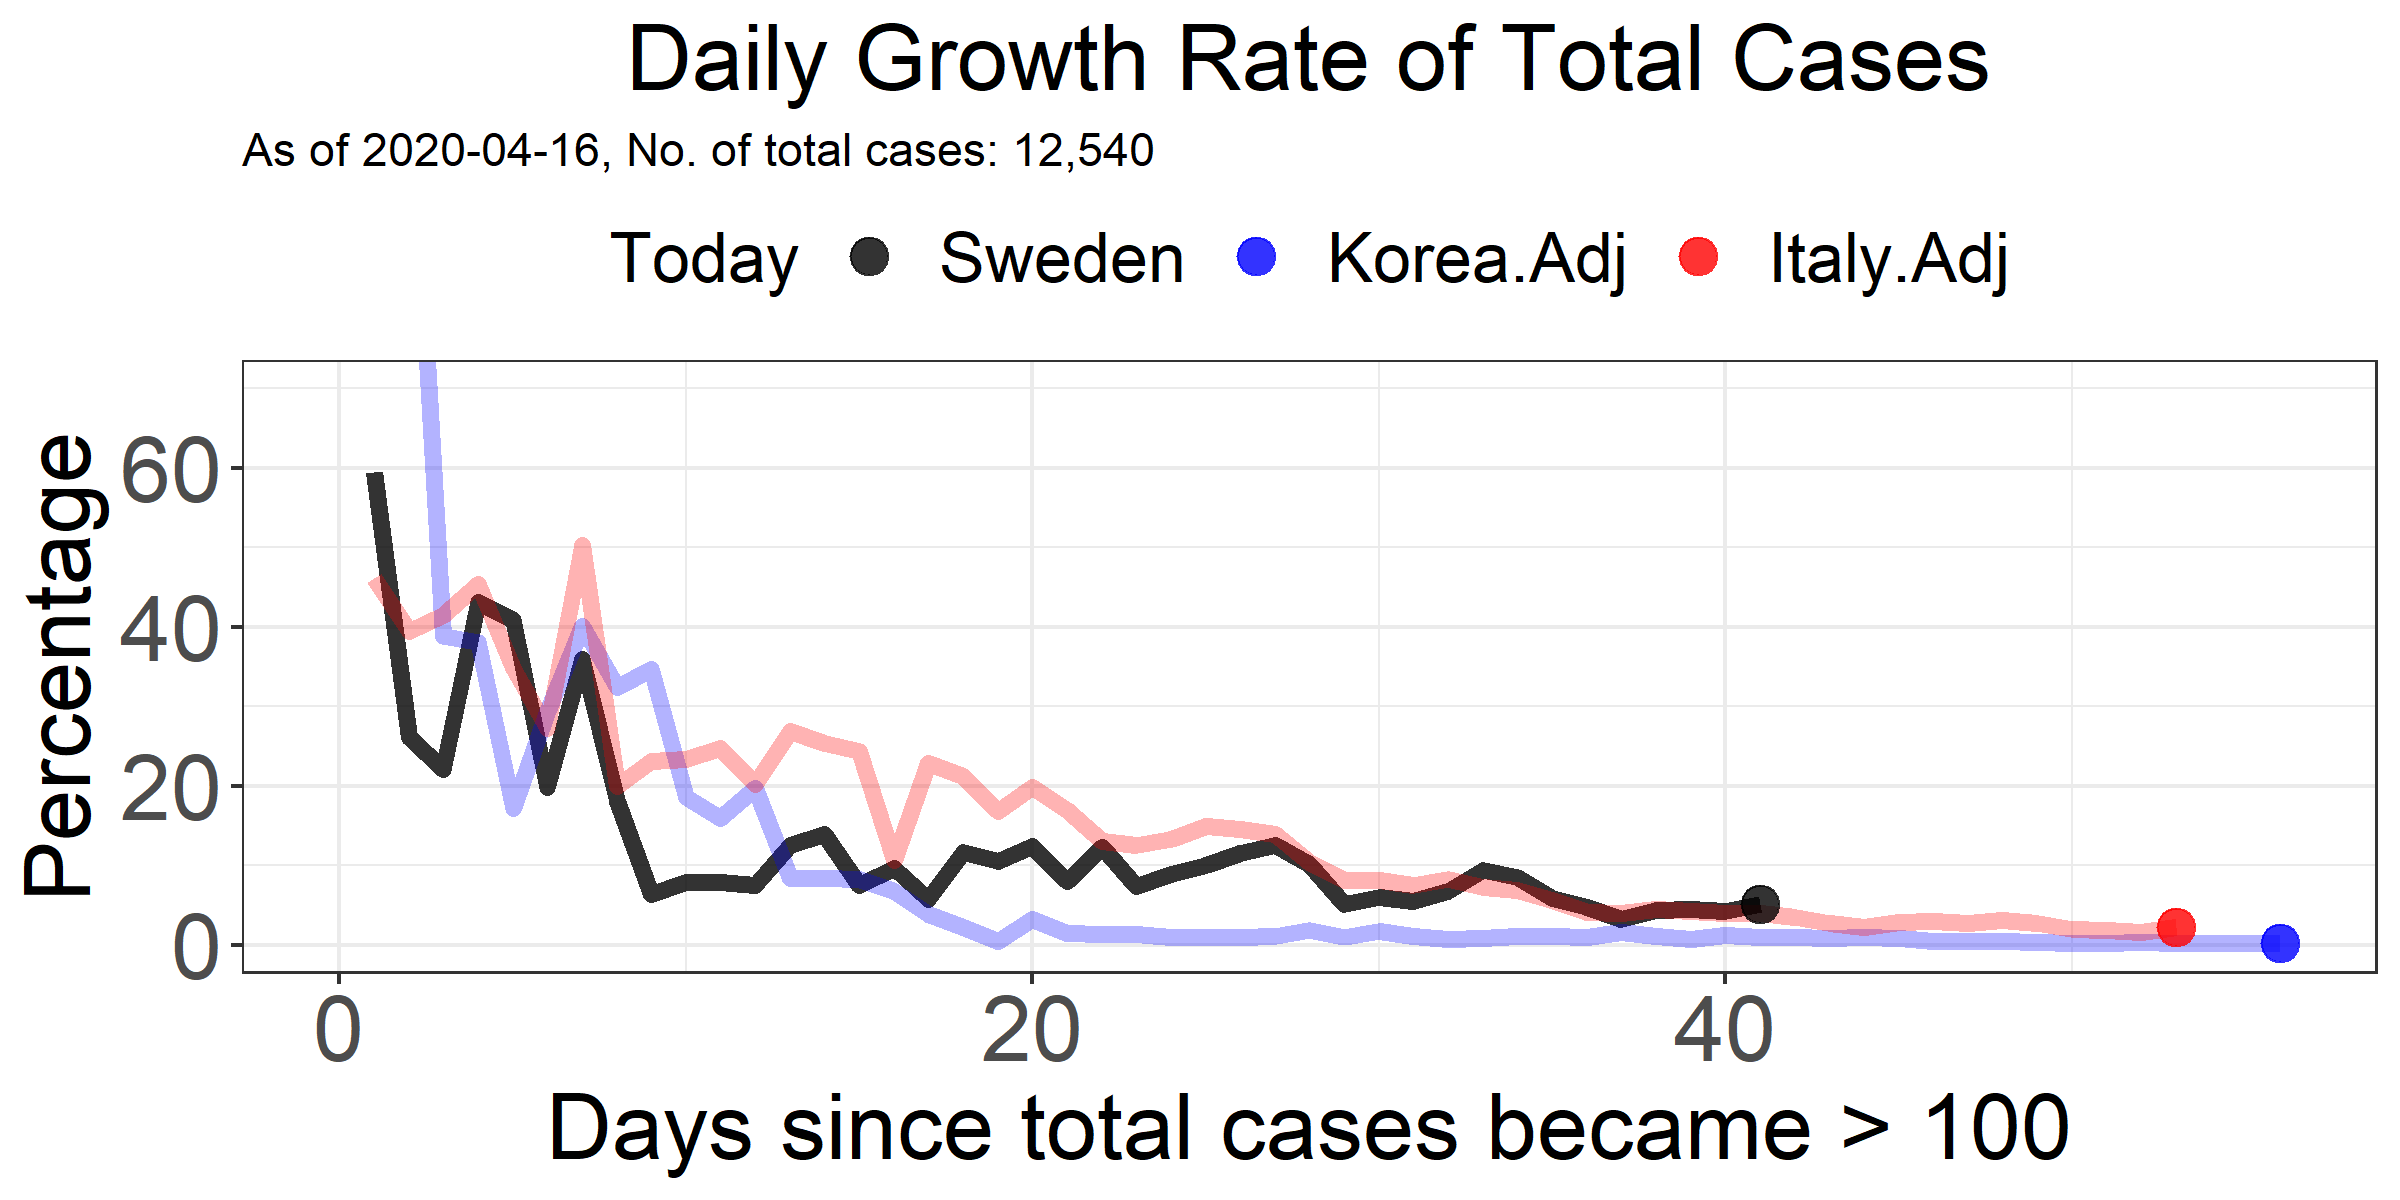 Daily Growth Rate of Total Cases
As of 2020-04-16, No. of total cases: 12,540
Today Sweden Korea.Adj Italy.Adj
Percentage
60
40
20
0
0 20 40
Days since total cases became > 100